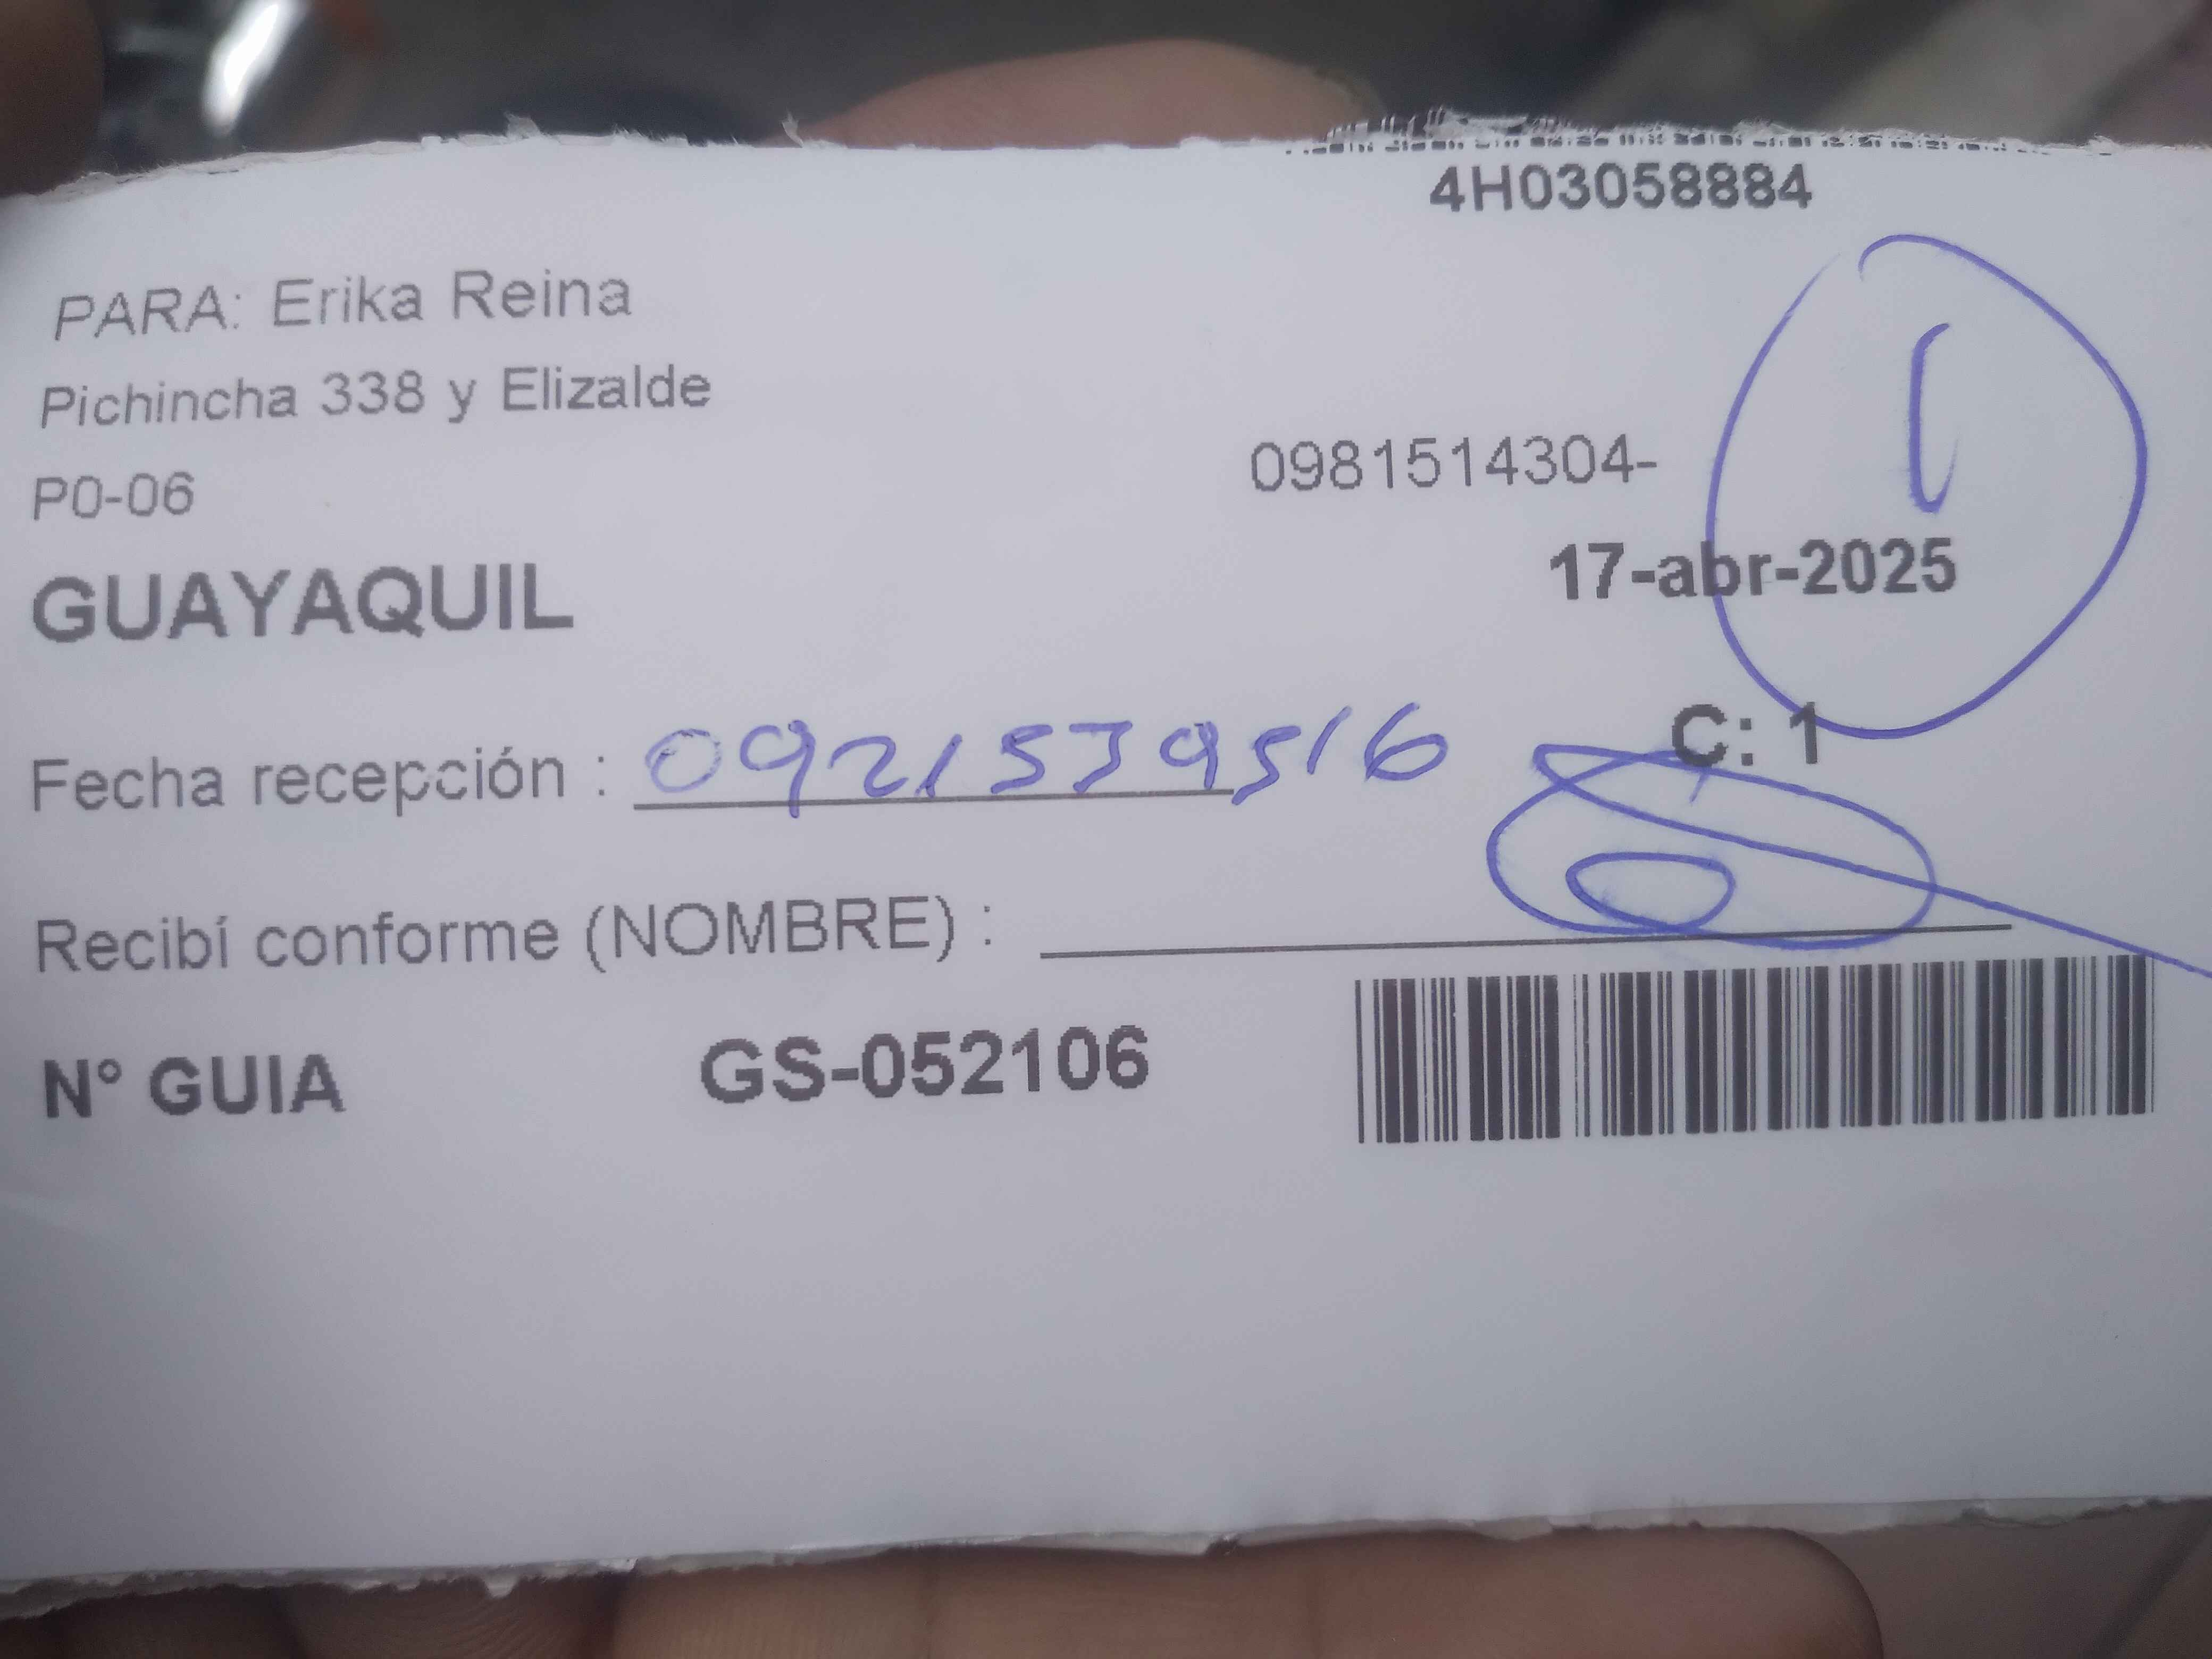 4H03058884
PARA: Erika Reina
Pichincha 338 y Elizalde
P0-06
0981514304-
GUAYAQUIL
17-abr-2025
C: 1
Fecha recepción : 0921539516
Recibí conforme (NOMBRE) :
N° GUIA GS-052106